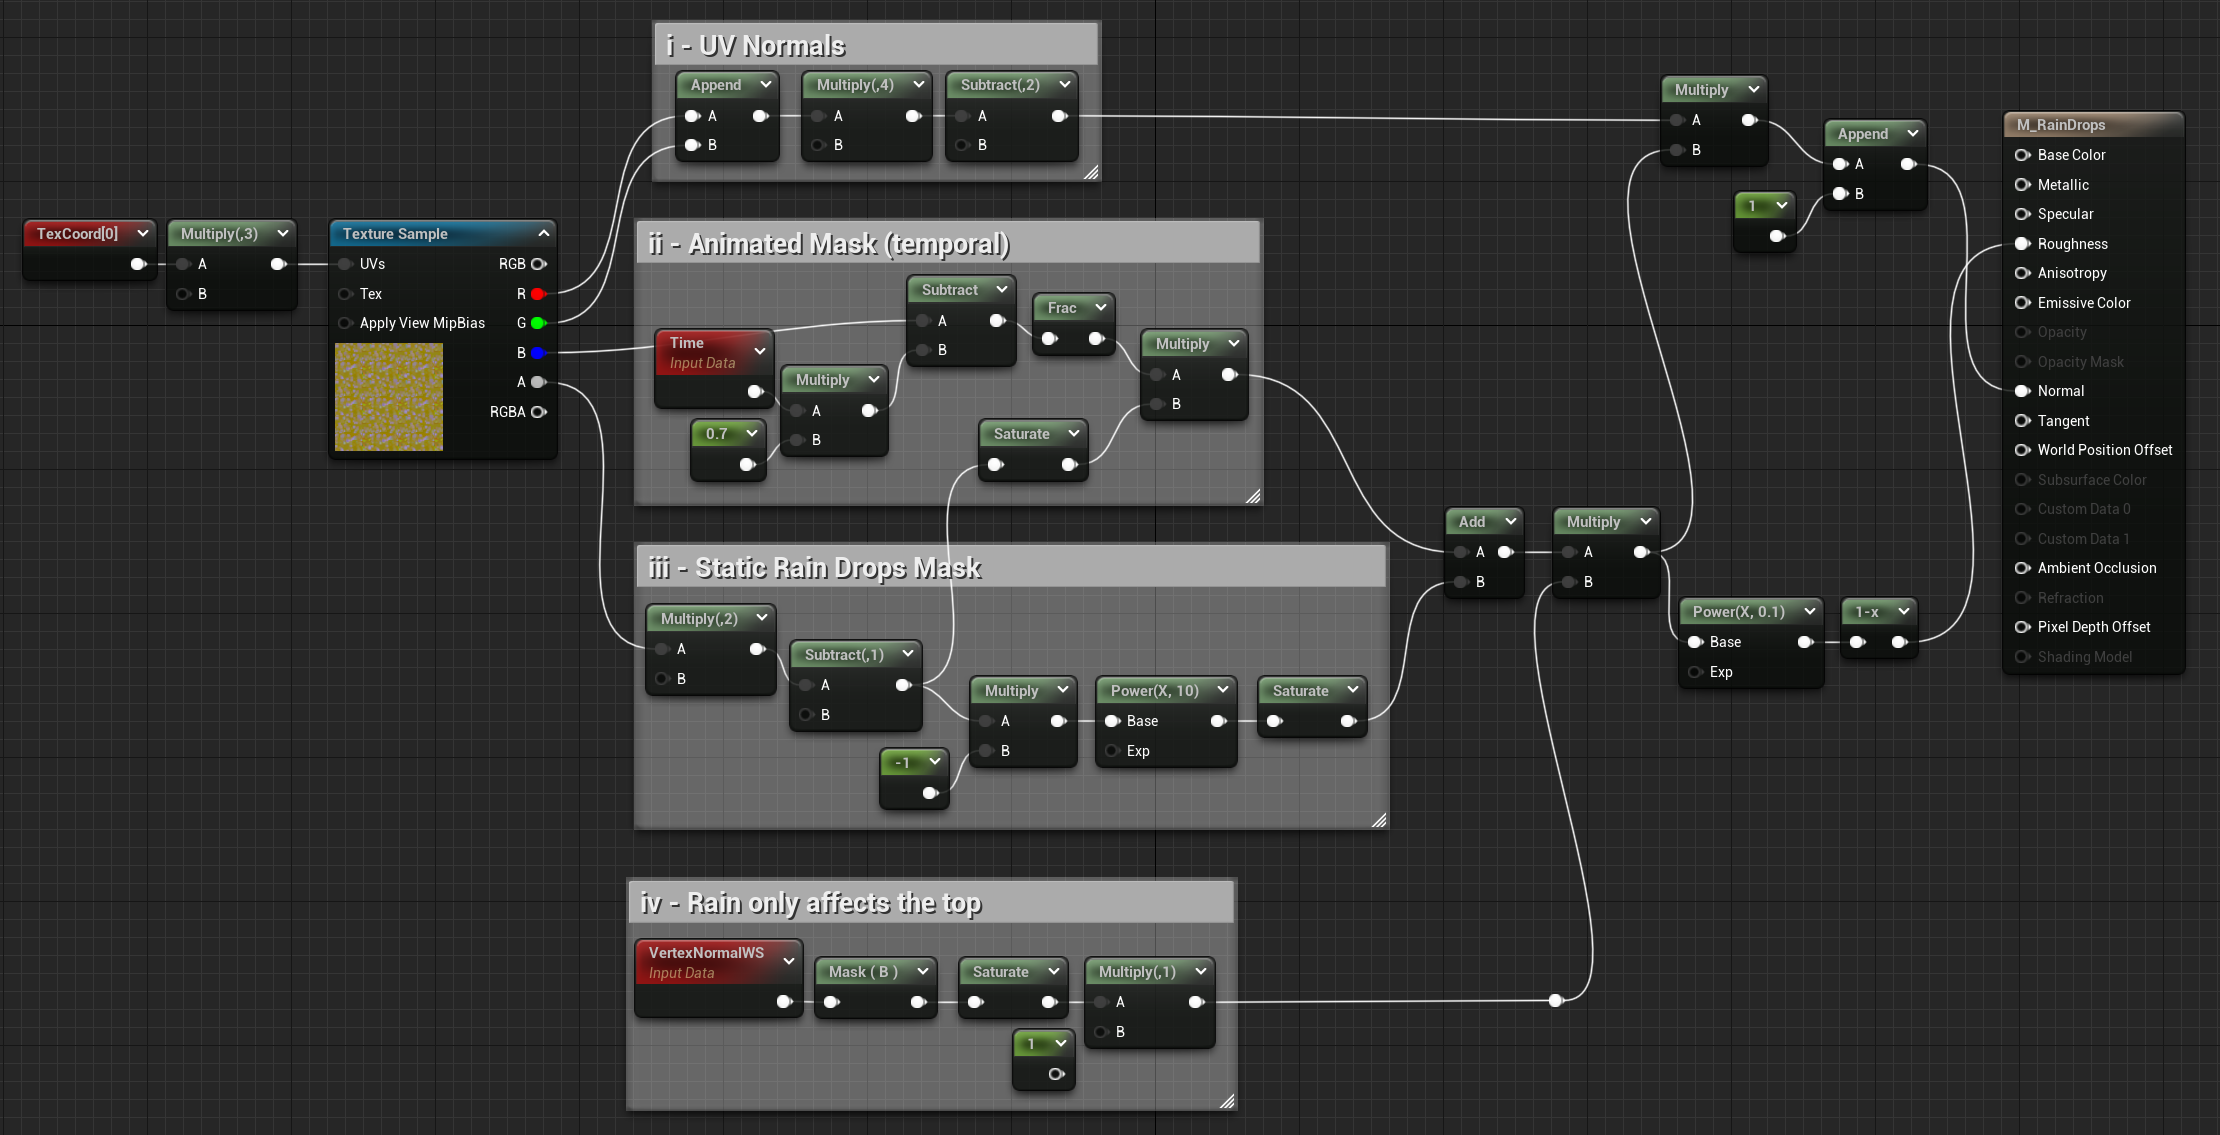 i - UV Normals
Append
A
B
Multiply(,4)
A
B
Subtract(,2)
A
B
TexCoord[0]
Multiply(,3)
A
B
Texture Sample
UVs
Tex
Apply View MipBias
RGB
R
G
B
A
RGBA
ii - Animated Mask (temporal)
Time
Input Data
0.7
Multiply
A
B
Subtract
A
B
Frac
Saturate
Multiply
A
B
iii - Static Rain Drops Mask
Multiply(,2)
A
B
Subtract(,1)
A
B
-1
Multiply
A
B
Power(X, 10)
Base
Exp
Saturate
iv - Rain only affects the top
VertexNormalWS
Input Data
Mask ( B )
Saturate
Multiply(,1)
A
B
1
Add
A
B
Multiply
A
B
Power(X, 0.1)
Base
Exp
1-x
Multiply
A
B
1
Append
A
B
M_RainDrops
Base Color
Metallic
Specular
Roughness
Anisotropy
Emissive Color
Opacity
Opacity Mask
Normal
Tangent
World Position Offset
Subsurface Color
Custom Data 0
Custom Data 1
Ambient Occlusion
Refraction
Pixel Depth Offset
Shading Model